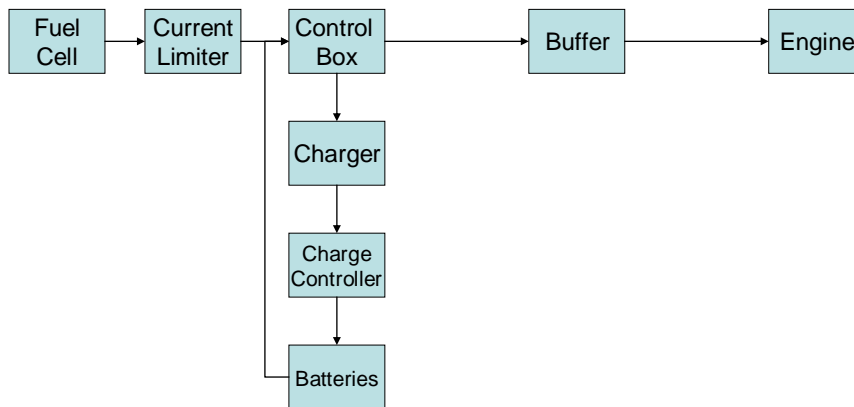 Fuel
Cell
Current
Limiter
Control
Box
Buffer
Engine
Charger
Charge
Controller
Batteries